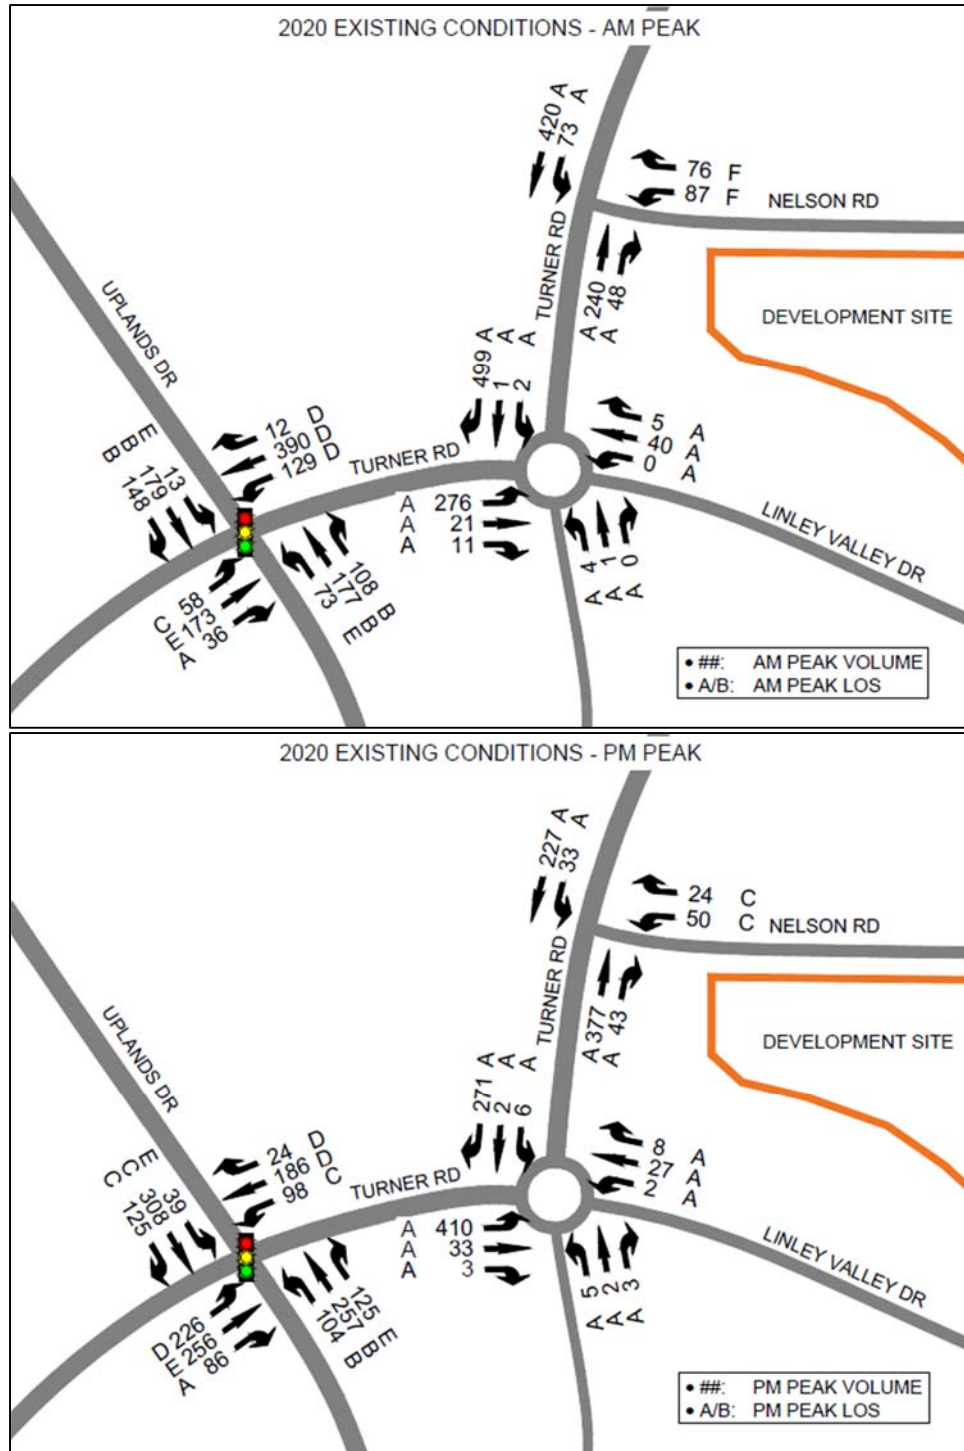 2020 EXISTING CONDITIONS - AM PEAK
420 A
73 A
76 F
87 F
NELSON RD
TURNER RD
A 240
A 48
DEVELOPMENT SITE
UPLANDS DR
499 A
1 A
2 A
5 A
40 A
0 A
12 D
390 D
129 D
TURNER RD
E 13
B 179
B 148
A 276
A 21
A 11
LINLEY VALLEY DR
A 4
A 1
A 0
C 58
E 173
A 36
108 B
177 B
73 E
• ##: AM PEAK VOLUME
• A/B: AM PEAK LOS
2020 EXISTING CONDITIONS - PM PEAK
227 A
33 A
24 C
50 C
NELSON RD
TURNER RD
A 377
A 43
DEVELOPMENT SITE
UPLANDS DR
271 A
2 A
6 A
8 A
27 A
2 A
24 D
186 D
98 C
TURNER RD
E 39
C 308
C 125
A 410
A 33
A 3
LINLEY VALLEY DR
A 5
A 2
A 3
D 226
E 256
A 86
125 E
257 B
104 B
• ##: PM PEAK VOLUME
• A/B: PM PEAK LOS